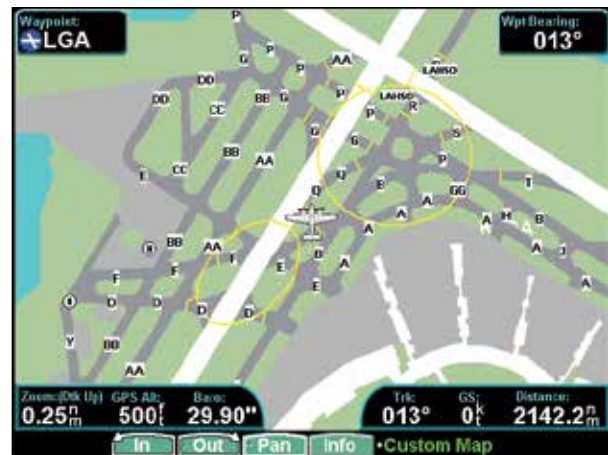 Waypoint:
LGA
Wpt Bearing:
013°
P
G
P
P
AA
LAHSO
DD
DD
BB
G
P
LAHSO
CC
P
R
G
G
S
BB
AA
CC
Q
P
E
Q
B
GG
T
A
A
A
H
B
A
A
J
A
BB
AA
F
E
B
A
F
F
E
D
D
D
D
Y
BB
AA
Zoom:(Dtk Up)
0.25nm
GPS Alt:
500ft
Baro:
29.90"
Trk:
013°
GS:
0kt
Distance:
2142.2nm
In
Out
Pan
Info
Custom Map